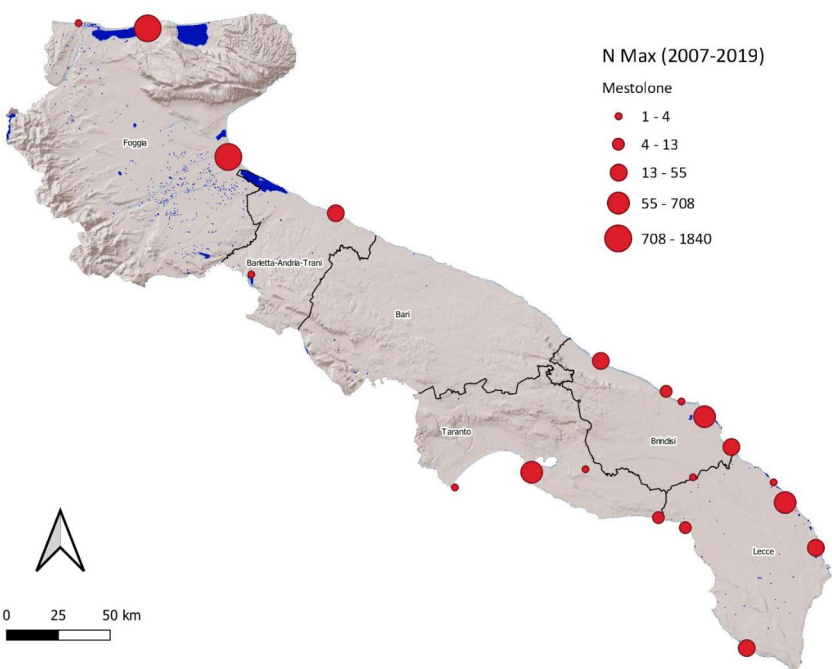 N Max (2007-2019)
Mestolone
1 - 4
4 - 13
13 - 55
55 - 708
708 - 1840
Foggia
Barletta-Andria-Trani
Bari
Taranto
Brindisi
Lecce
0 25 50 km